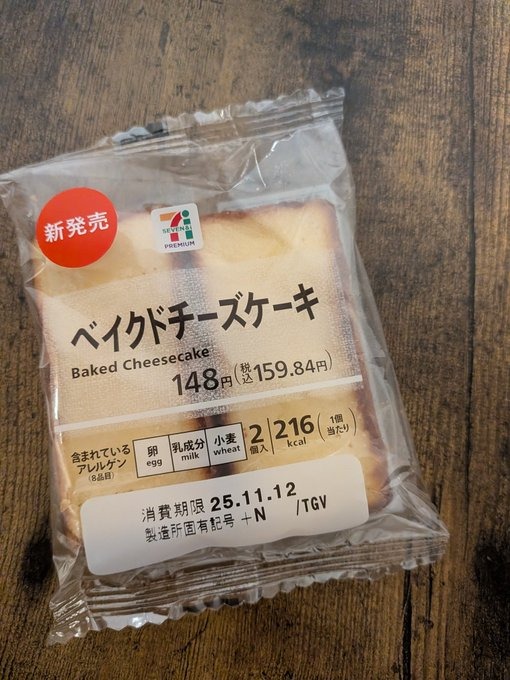 新発売
7i
SEVEN&i
PREMIUM
ベイクドチーズケーキ
Baked Cheesecake
148円(税込159.84円)
含まれている
アレルゲン
(8品目)
卵
egg
乳成分
milk
小麦
wheat
2
個入
216
kcal
(1個
当たり)
消費期限 25.11.12
製造所固有記号 +N /TGV